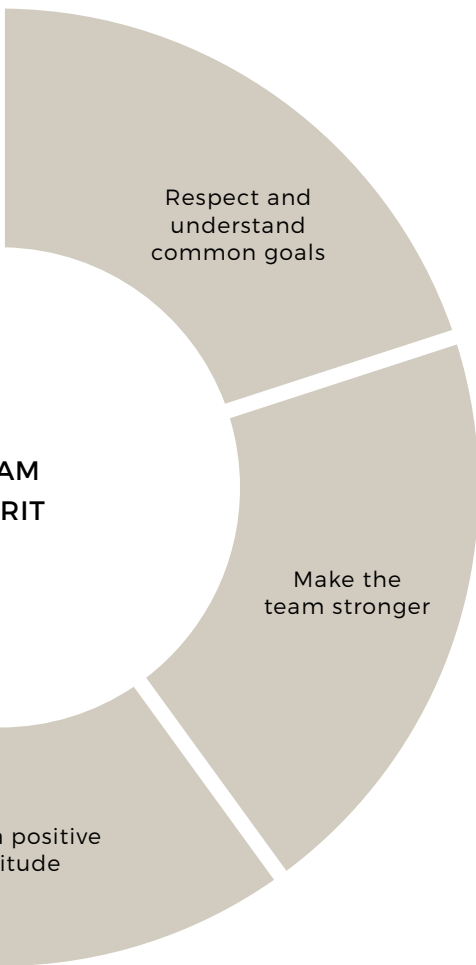 Respect and
understand
common goals
AM
RIT
Make the
team stronger
positive
itude